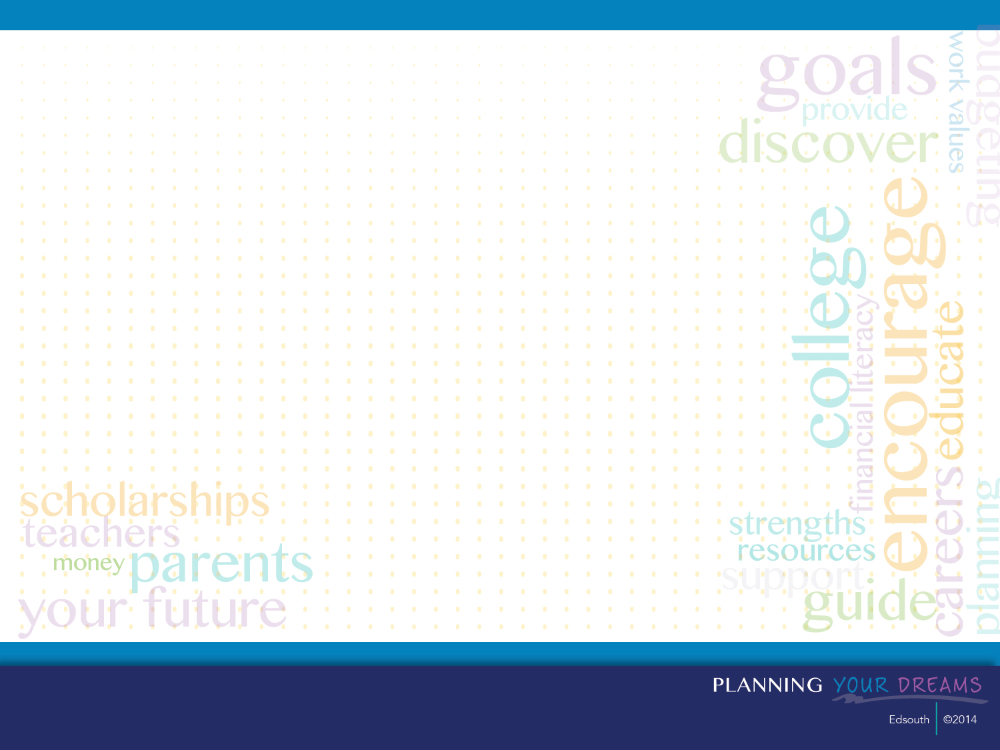 goals
provide
discover
work values
budgeting
college
financial literacy
encourage
educate
careers
planning
scholarships
teachers
money
parents
your future
strengths
resources
support
guide
PLANNING YOUR DREAMS
Edsouth
©2014